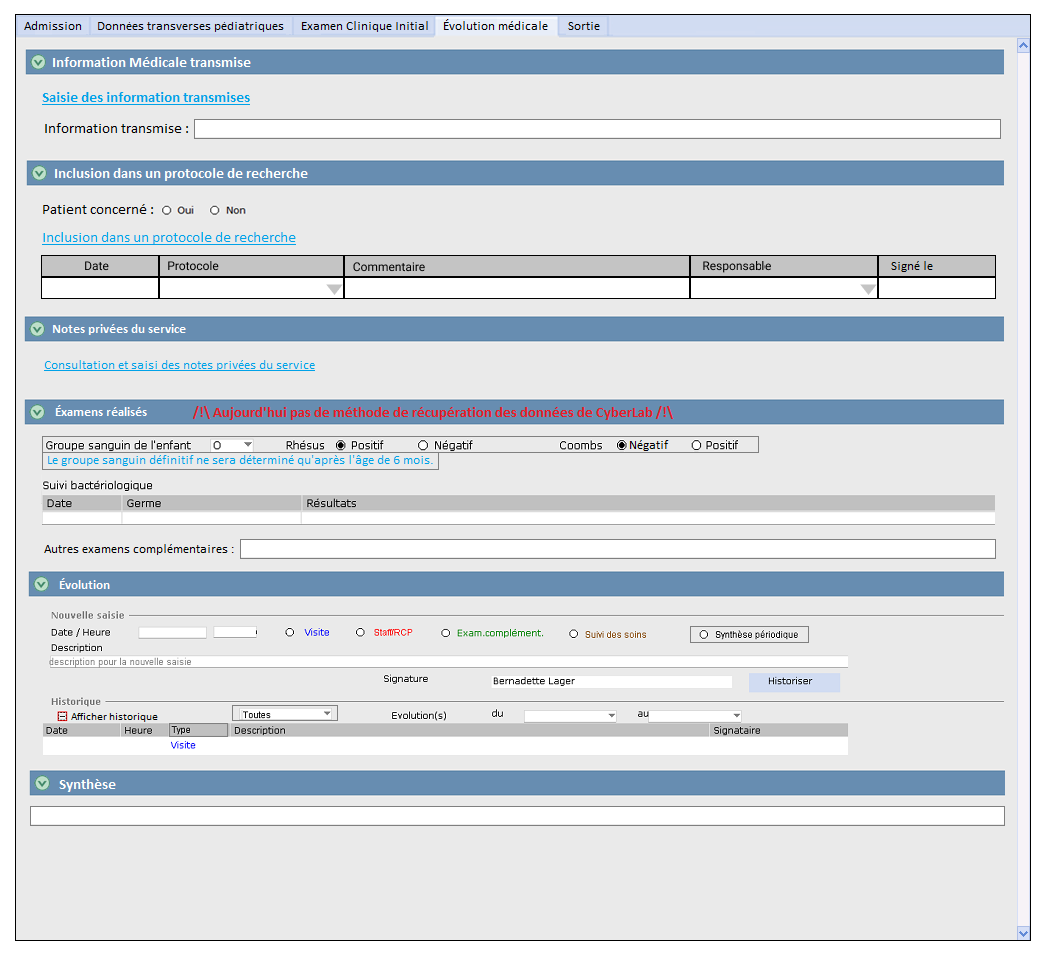 Admission Données transverses pédiatriques Examen Clinique Initial Évolution médicale Sortie
Information Médicale transmise
Saisie des information transmises
Information transmise :
Inclusion dans un protocole de recherche
Patient concerné : Oui Non
Inclusion dans un protocole de recherche
Date Protocole Commentaire Responsable Signé le
Notes privées du service
Consultation et saisi des notes privées du service
Éxamens réalisés /!\ Aujourd'hui pas de méthode de récupération des données de CyberLab /!\
Groupe sanguin de l'enfant O Rhésus Positif Négatif Coombs Négatif Positif
Le groupe sanguin définitif ne sera déterminé qu'après l'âge de 6 mois.
Suivi bactériologique
Date Germe Résultats
Autres examens complémentaires :
Évolution
Nouvelle saisie
Date / Heure Visite Staff/RCP Exam.complément. Suivi des soins Synthèse périodique
Description
description pour la nouvelle saisie
Signature Bernadette Lager Historiser
Historique
Afficher historique Toutes Evolution(s) du au
Date Heure Type Description Signataire
Visite
Synthèse